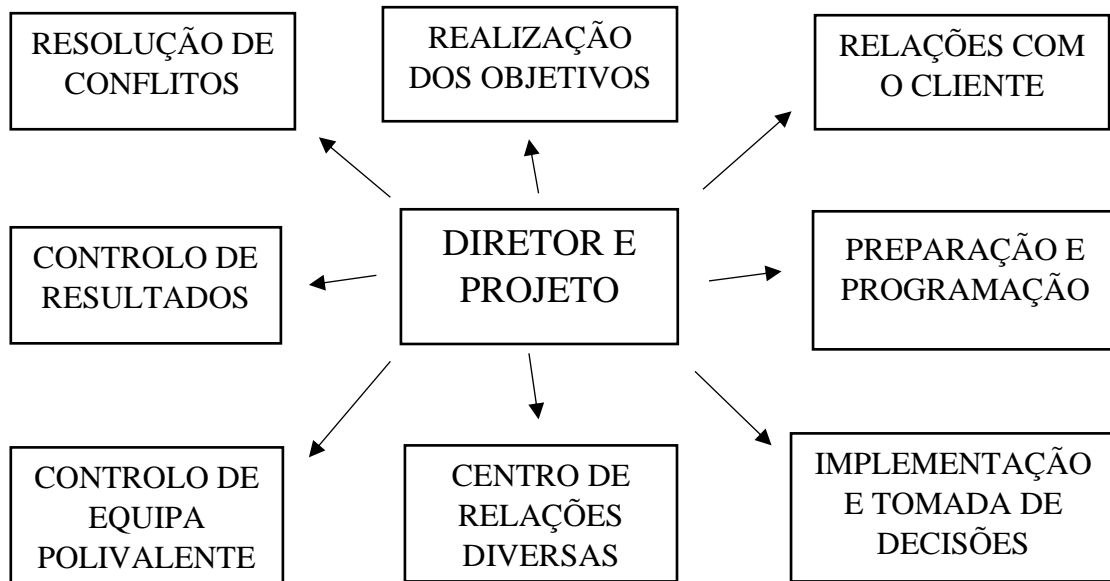 RESOLUÇÃO DE
CONFLITOS
REALIZAÇÃO
DOS OBJETIVOS
RELAÇÕES COM
O CLIENTE
CONTROLO DE
RESULTADOS
DIRETOR E
PROJETO
PREPARAÇÃO E
PROGRAMAÇÃO
CONTROLO DE
EQUIPA
POLIVALENTE
CENTRO DE
RELAÇÕES
DIVERSAS
IMPLEMENTAÇÃO
E TOMADA DE
DECISÕES